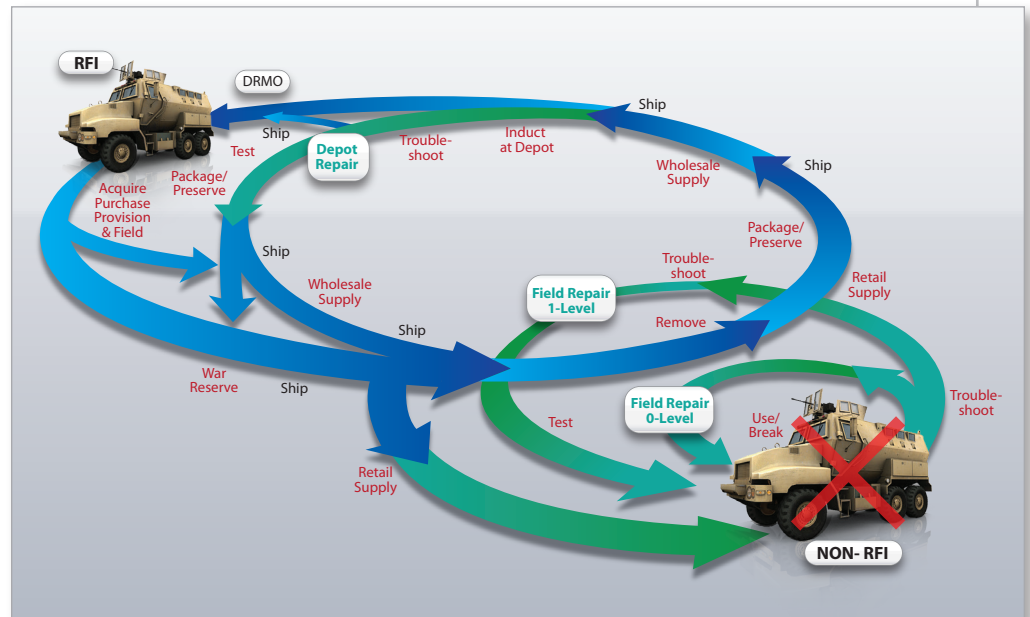 RFI
DRMO
Ship
Ship
Test
Depot
Repair
Trouble-
shoot
Induct
at Depot
Wholesale
Supply
Ship
Acquire
Purchase
Provision
& Field
Package/
Preserve
Package/
Preserve
Ship
Wholesale
Supply
Trouble-
shoot
Field Repair
1-Level
Retail
Supply
Remove
Ship
War
Reserve
Ship
Trouble-
shoot
Field Repair
0-Level
Use/
Break
Test
Retail
Supply
NON- RFI